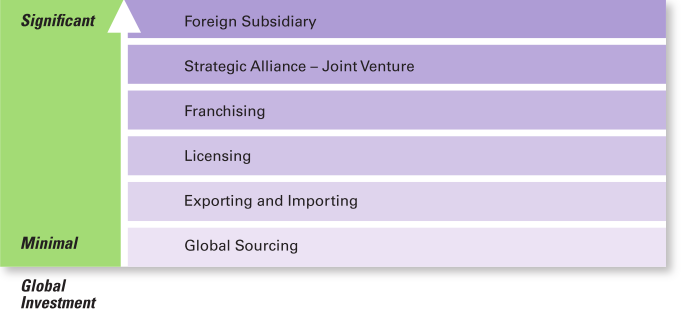 Significant
Foreign Subsidiary
Strategic Alliance – Joint Venture
Franchising
Licensing
Exporting and Importing
Minimal
Global Sourcing
Global
Investment